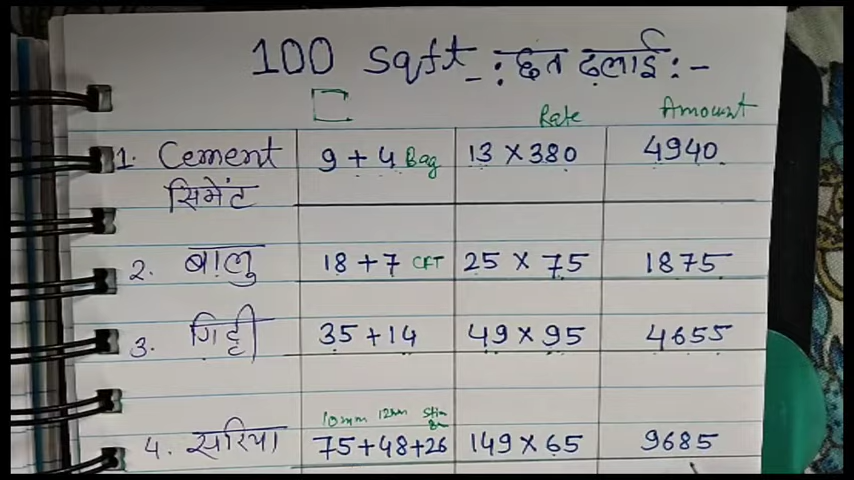 100 sqft -: छत ढलाई :-
Rate Amount
1. Cement 9 + 4 Bag 13 × 380 4940
सिमेंट
2. बालु 18 + 7 CFT 25 × 75 1875
3. गिट्टी 35 + 14 49 × 95 4655
10mm 12mm
4. सरिया 75 + 48 + 26 149 × 65 9685